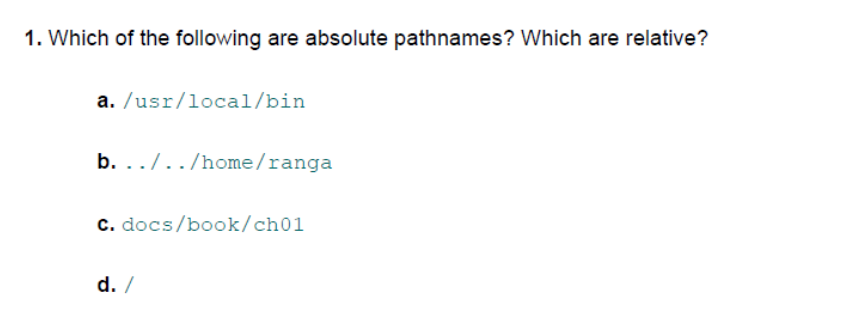 1. Which of the following are absolute pathnames? Which are relative?
a. /usr/local/bin
b. ../../home/ranga
c. docs/book/ch01
d. /